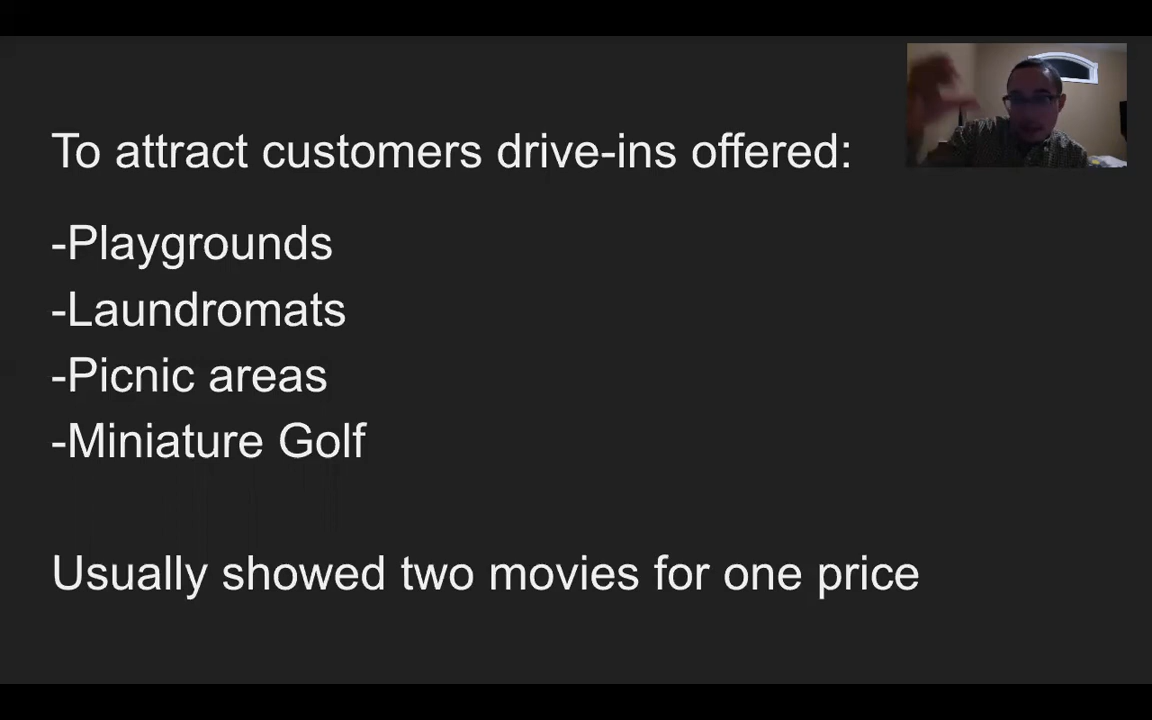 To attract customers drive-ins offered:
-Playgrounds
-Laundromats
-Picnic areas
-Miniature Golf
Usually showed two movies for one price